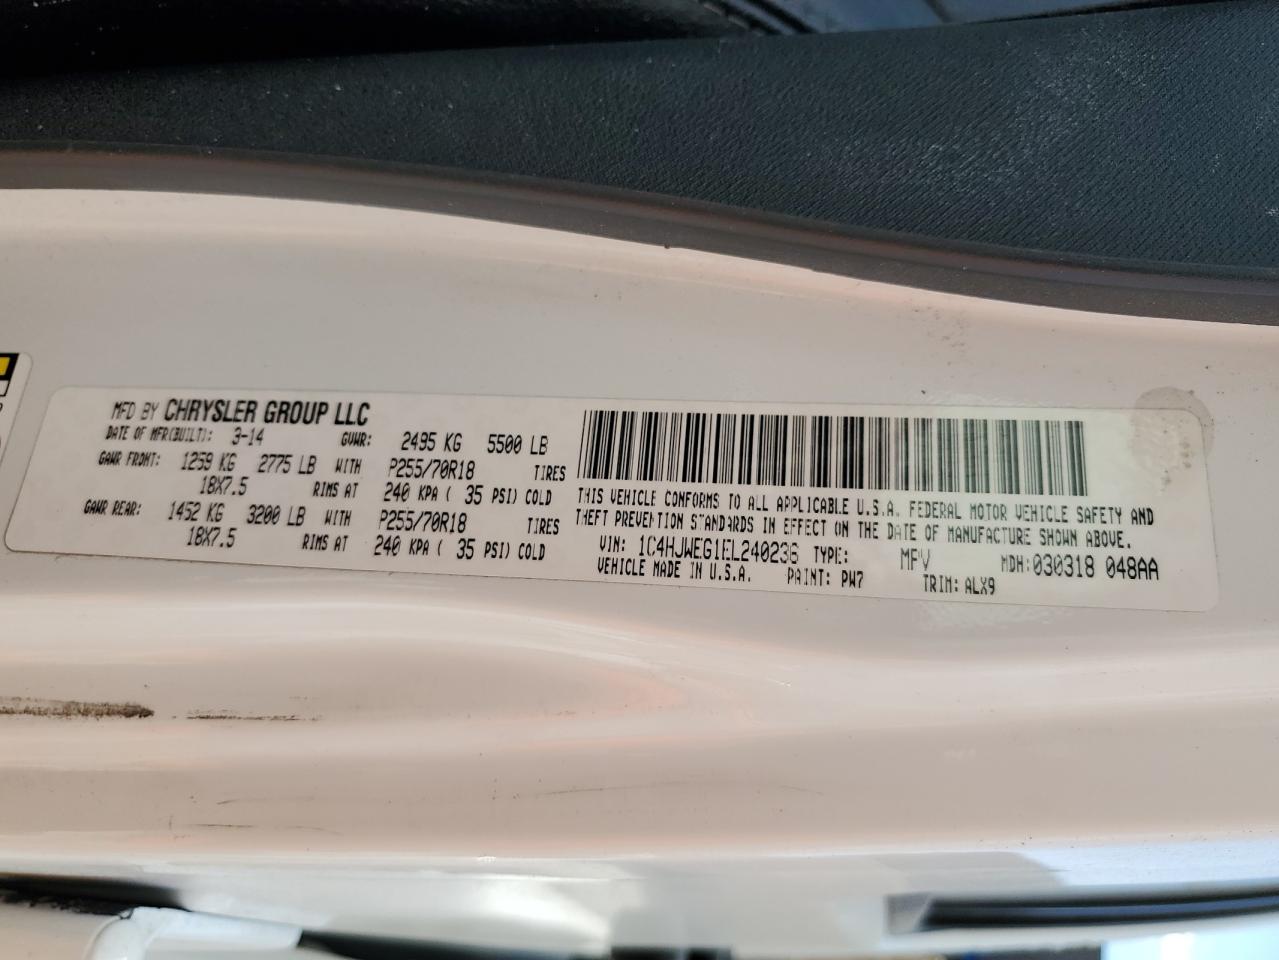 MFD BY CHRYSLER GROUP LLC
DATE OF MFR(BUILT): 3-14 GVWR: 2495 KG 5500 LB
GAWR FRONT: 1259 KG 2775 LB WITH P255/70R18 TIRES
18X7.5 RIMS AT 240 KPA ( 35 PSI) COLD
GAWR REAR: 1452 KG 3200 LB WITH P255/70R18 TIRES
18X7.5 RIMS AT 240 KPA ( 35 PSI) COLD
THIS VEHICLE CONFORMS TO ALL APPLICABLE U.S.A. FEDERAL MOTOR VEHICLE SAFETY AND
THEFT PREVENTION STANDARDS IN EFFECT ON THE DATE OF MANUFACTURE SHOWN ABOVE.
VIN: 1C4HJWEG1EL240236 TYPE: MPV MDH:030318 048AA
VEHICLE MADE IN U.S.A. PAINT: PW7 TRIM: ALX9